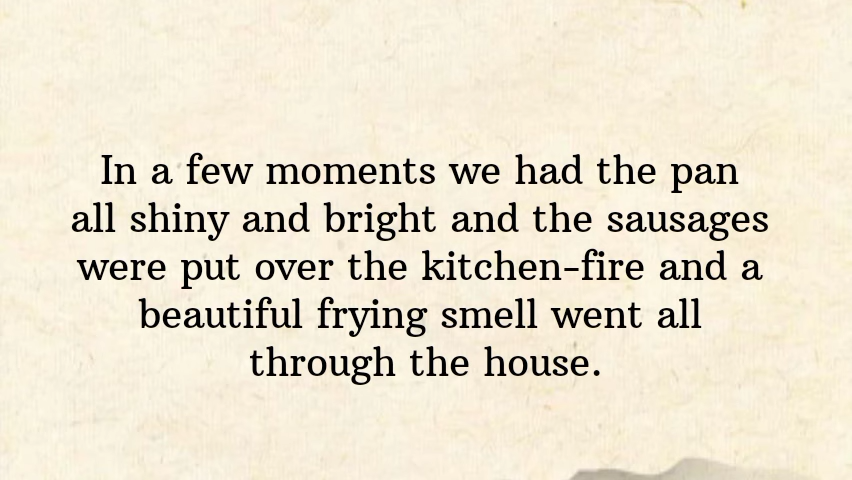 In a few moments we had the pan
all shiny and bright and the sausages
were put over the kitchen-fire and a
beautiful frying smell went all
through the house.